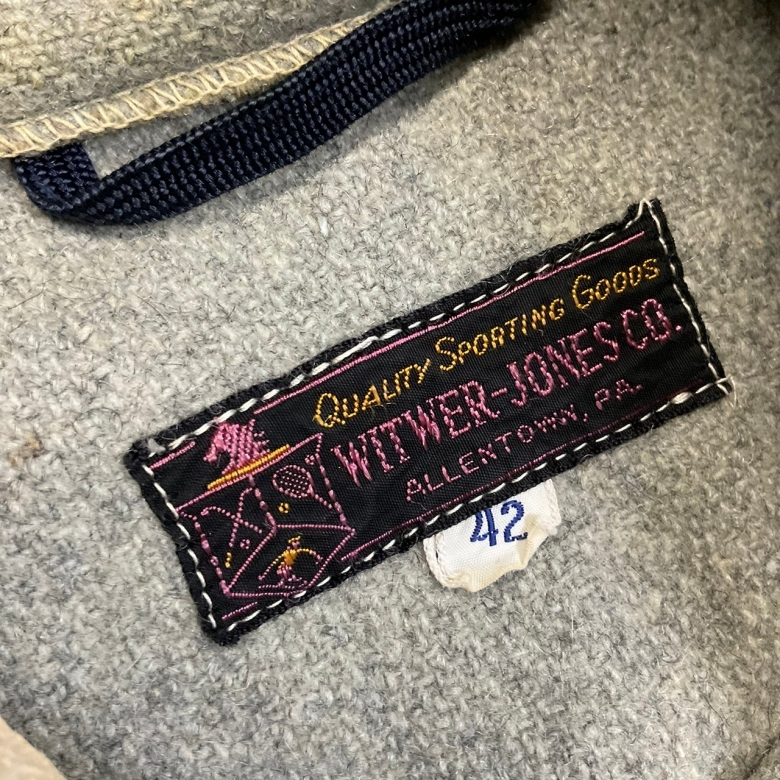 QUALITY SPORTING GOODS
WITWER-JONES CO.
ALLENTOWN, PA.
42